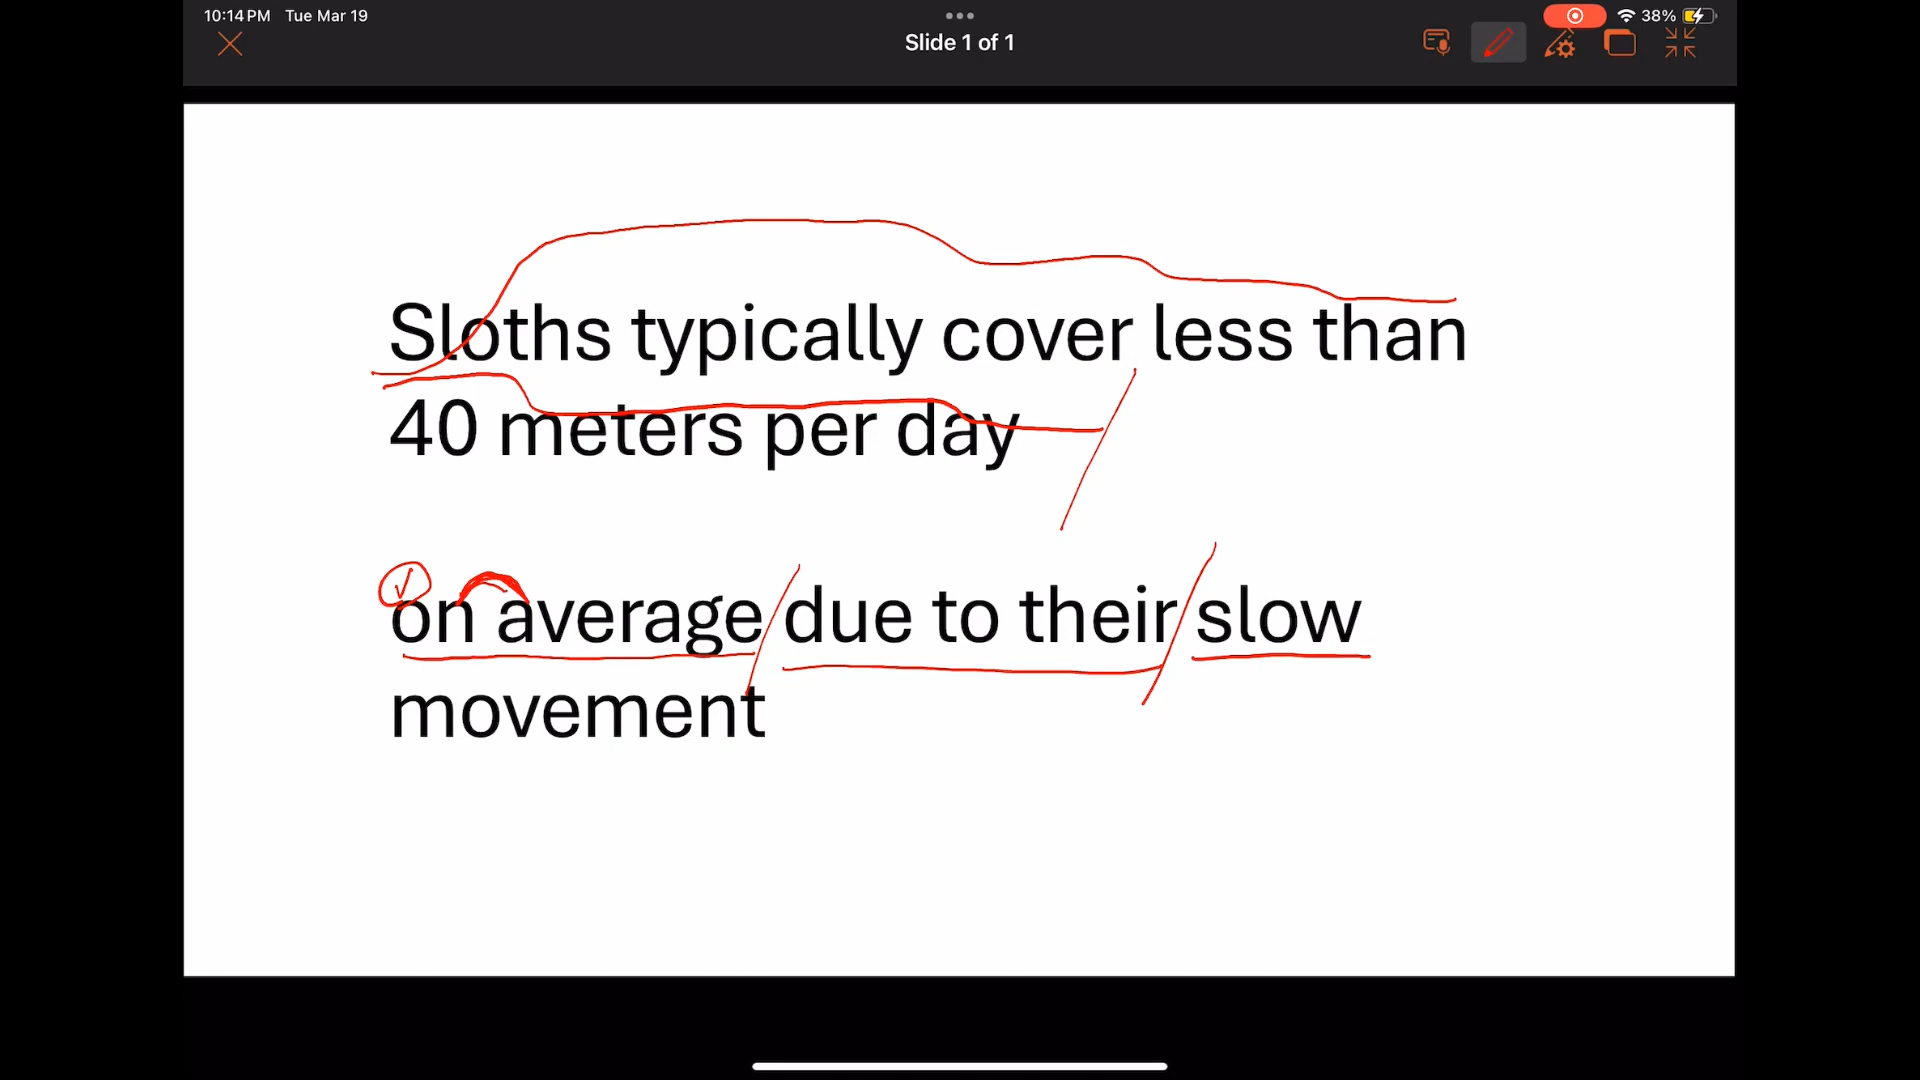 10:14 PM Tue Mar 19
38%
Slide 1 of 1
Sloths typically cover less than
40 meters per day
on average due to their slow
movement